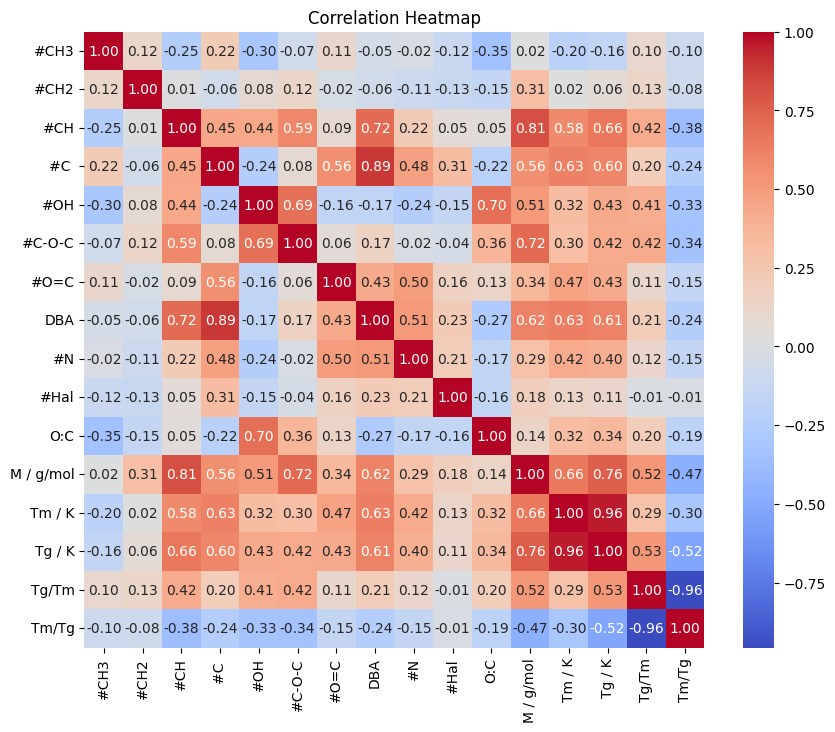 Correlation Heatmap
#CH3 1.00 0.12 -0.25 0.22 -0.30 -0.07 0.11 -0.05 -0.02 -0.12 -0.35 0.02 -0.20 -0.16 0.10 -0.10
#CH2 0.12 1.00 0.01 -0.06 0.08 0.12 -0.02 -0.06 -0.11 -0.13 -0.15 0.31 0.02 0.06 0.13 -0.08
#CH -0.25 0.01 1.00 0.45 0.44 0.59 0.09 0.72 0.22 0.05 0.05 0.81 0.58 0.66 0.42 -0.38
#C 0.22 -0.06 0.45 1.00 -0.24 0.08 0.56 0.89 0.48 0.31 -0.22 0.56 0.63 0.60 0.20 -0.24
#OH -0.30 0.08 0.44 -0.24 1.00 0.69 -0.16 -0.17 -0.24 -0.15 0.70 0.51 0.32 0.43 0.41 -0.33
#C-O-C -0.07 0.12 0.59 0.08 0.69 1.00 0.06 0.17 -0.02 -0.04 0.36 0.72 0.30 0.42 0.42 -0.34
#O=C 0.11 -0.02 0.09 0.56 -0.16 0.06 1.00 0.43 0.50 0.16 0.13 0.34 0.47 0.43 0.11 -0.15
DBA -0.05 -0.06 0.72 0.89 -0.17 0.17 0.43 1.00 0.51 0.23 -0.27 0.62 0.63 0.61 0.21 -0.24
#N -0.02 -0.11 0.22 0.48 -0.24 -0.02 0.50 0.51 1.00 0.21 -0.17 0.29 0.42 0.40 0.12 -0.15
#Hal -0.12 -0.13 0.05 0.31 -0.15 -0.04 0.16 0.23 0.21 1.00 -0.16 0.18 0.13 0.11 -0.01 -0.01
O:C -0.35 -0.15 0.05 -0.22 0.70 0.36 0.13 -0.27 -0.17 -0.16 1.00 0.14 0.32 0.34 0.20 -0.19
M / g/mol 0.02 0.31 0.81 0.56 0.51 0.72 0.34 0.62 0.29 0.18 0.14 1.00 0.66 0.76 0.52 -0.47
Tm / K -0.20 0.02 0.58 0.63 0.32 0.30 0.47 0.63 0.42 0.13 0.32 0.66 1.00 0.96 0.29 -0.30
Tg / K -0.16 0.06 0.66 0.60 0.43 0.42 0.43 0.61 0.40 0.11 0.34 0.76 0.96 1.00 0.53 -0.52
Tg/Tm 0.10 0.13 0.42 0.20 0.41 0.42 0.11 0.21 0.12 -0.01 0.20 0.52 0.29 0.53 1.00 -0.96
Tm/Tg -0.10 -0.08 -0.38 -0.24 -0.33 -0.34 -0.15 -0.24 -0.15 -0.01 -0.19 -0.47 -0.30 -0.52 -0.96 1.00
#CH3 #CH2 #CH #C #OH #C-O-C #O=C DBA #N #Hal O:C M / g/mol Tm / K Tg / K Tg/Tm Tm/Tg
1.00
0.75
0.50
0.25
0.00
-0.25
-0.50
-0.75